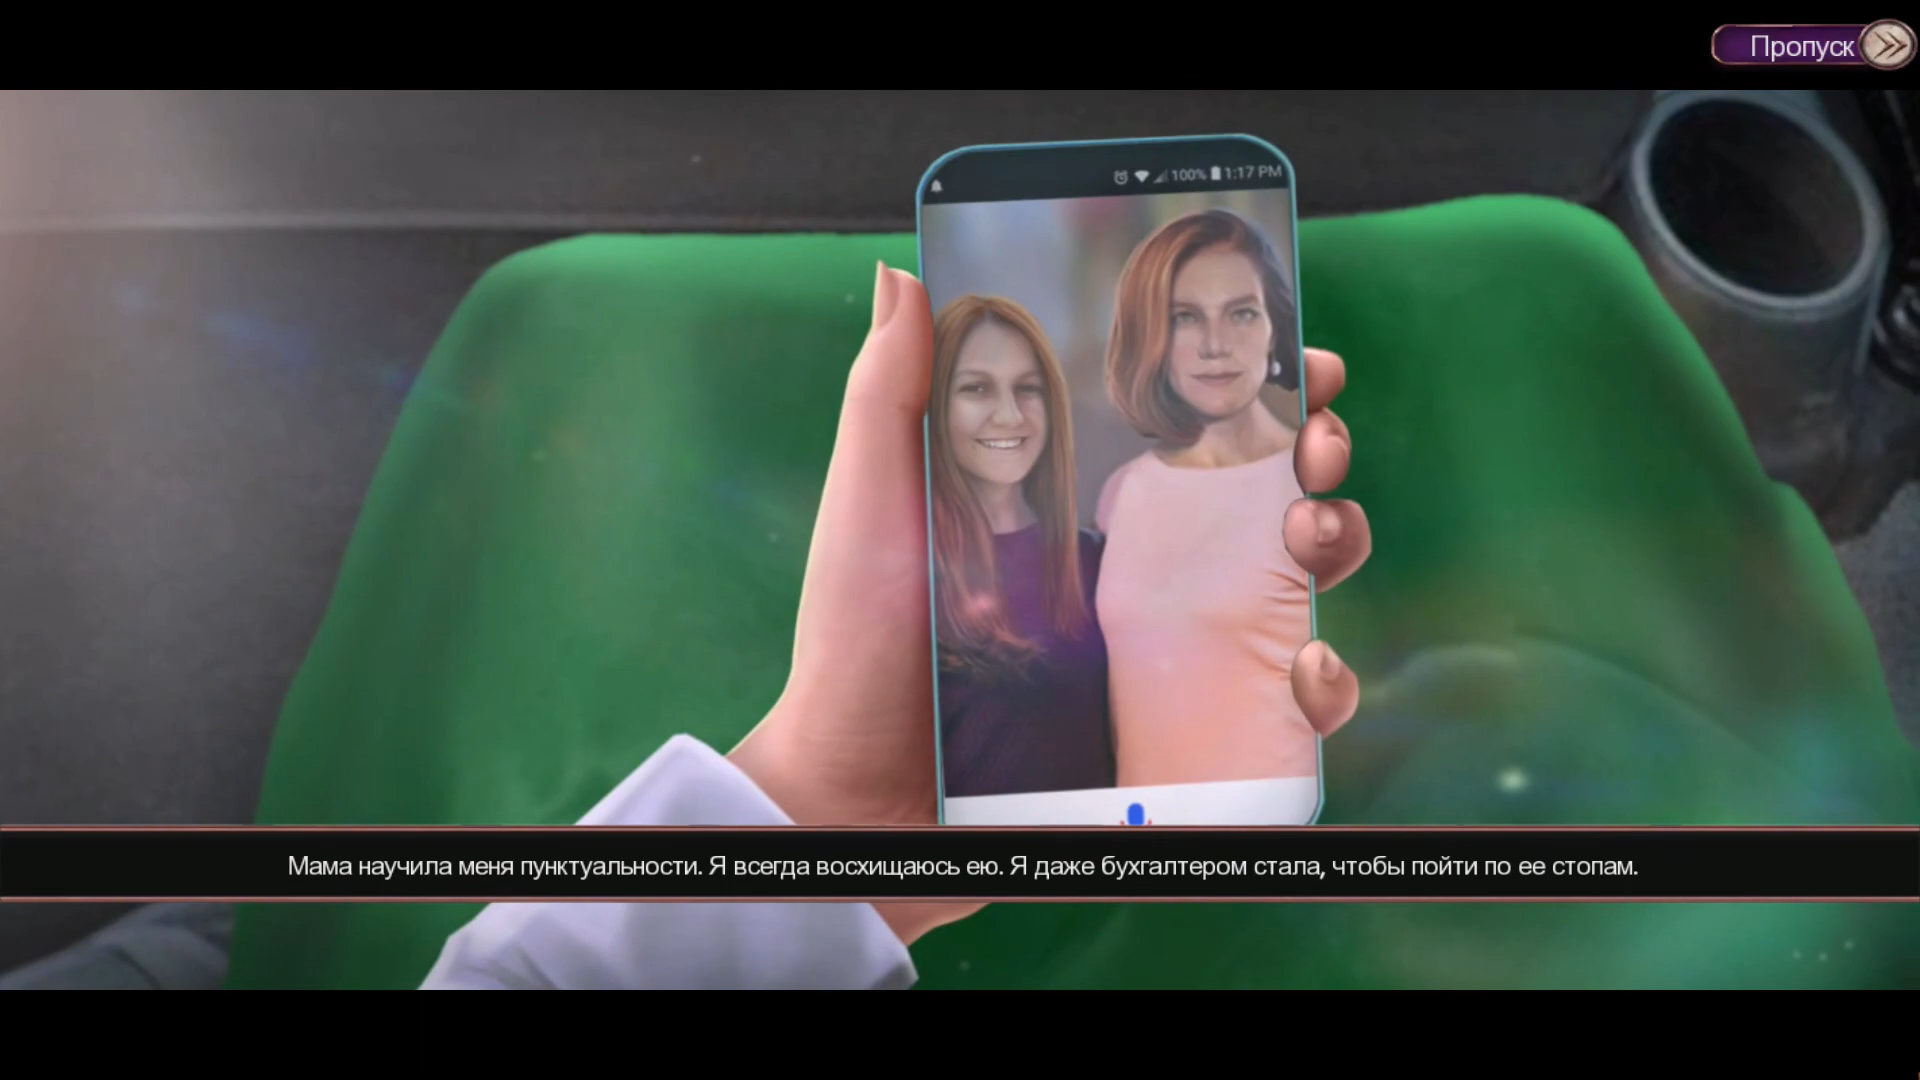 Пропуск
100% 1:17 PM
Мама научила меня пунктуальности. Я всегда восхищаюсь ею. Я даже бухгалтером стала, чтобы пойти по ее стопам.